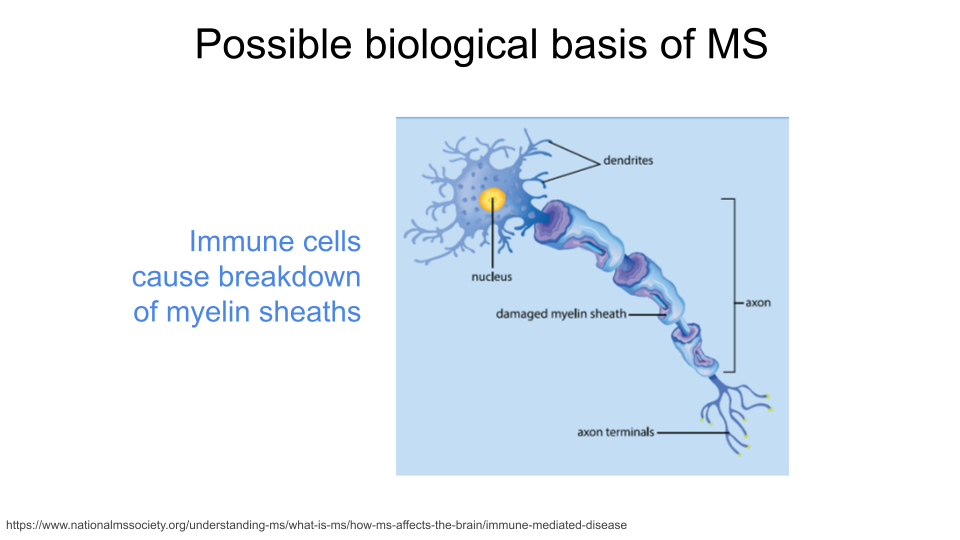 Possible biological basis of MS
Immune cells
cause breakdown
of myelin sheaths
dendrites
nucleus
damaged myelin sheath
axon
axon terminals
https://www.nationalmssociety.org/understanding-ms/what-is-ms/how-ms-affects-the-brain/immune-mediated-disease